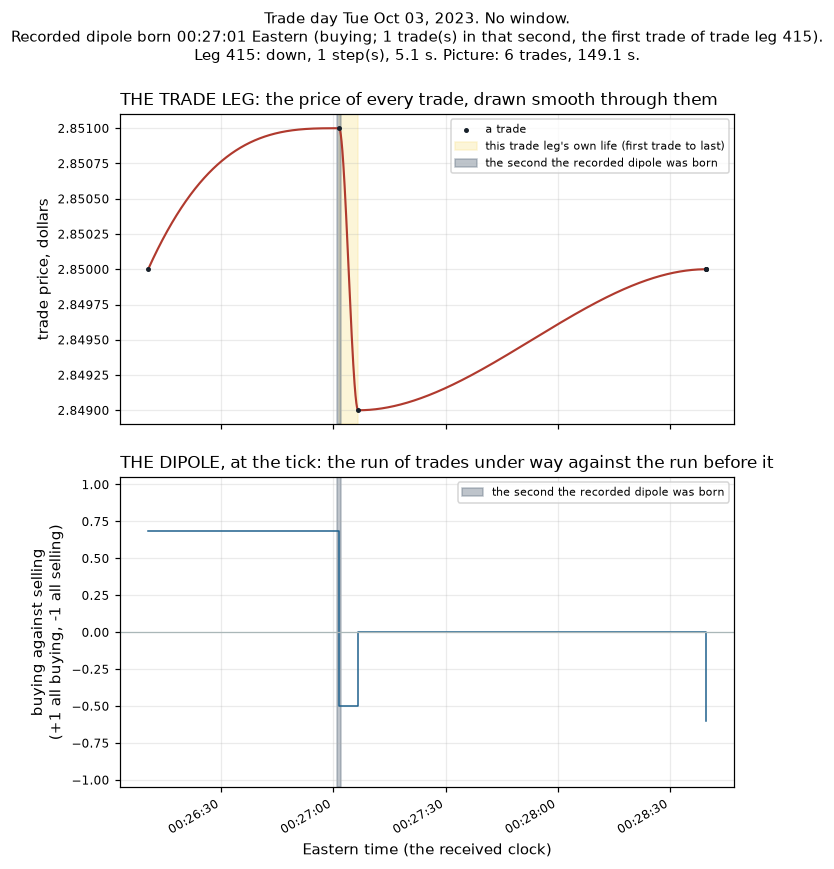 Trade day Tue Oct 03, 2023. No window.
Recorded dipole born 00:27:01 Eastern (buying; 1 trade(s) in that second, the first trade of trade leg 415).
Leg 415: down, 1 step(s), 5.1 s. Picture: 6 trades, 149.1 s.
THE TRADE LEG: the price of every trade, drawn smooth through them
a trade
this trade leg's own life (first trade to last)
the second the recorded dipole was born
trade price, dollars
2.85100
2.85075
2.85050
2.85025
2.85000
2.84975
2.84950
2.84925
2.84900
THE DIPOLE, at the tick: the run of trades under way against the run before it
the second the recorded dipole was born
buying against selling
(+1 all buying, -1 all selling)
1.00
0.75
0.50
0.25
0.00
−0.25
−0.50
−0.75
−1.00
00:26:30
00:27:00
00:27:30
00:28:00
00:28:30
Eastern time (the received clock)